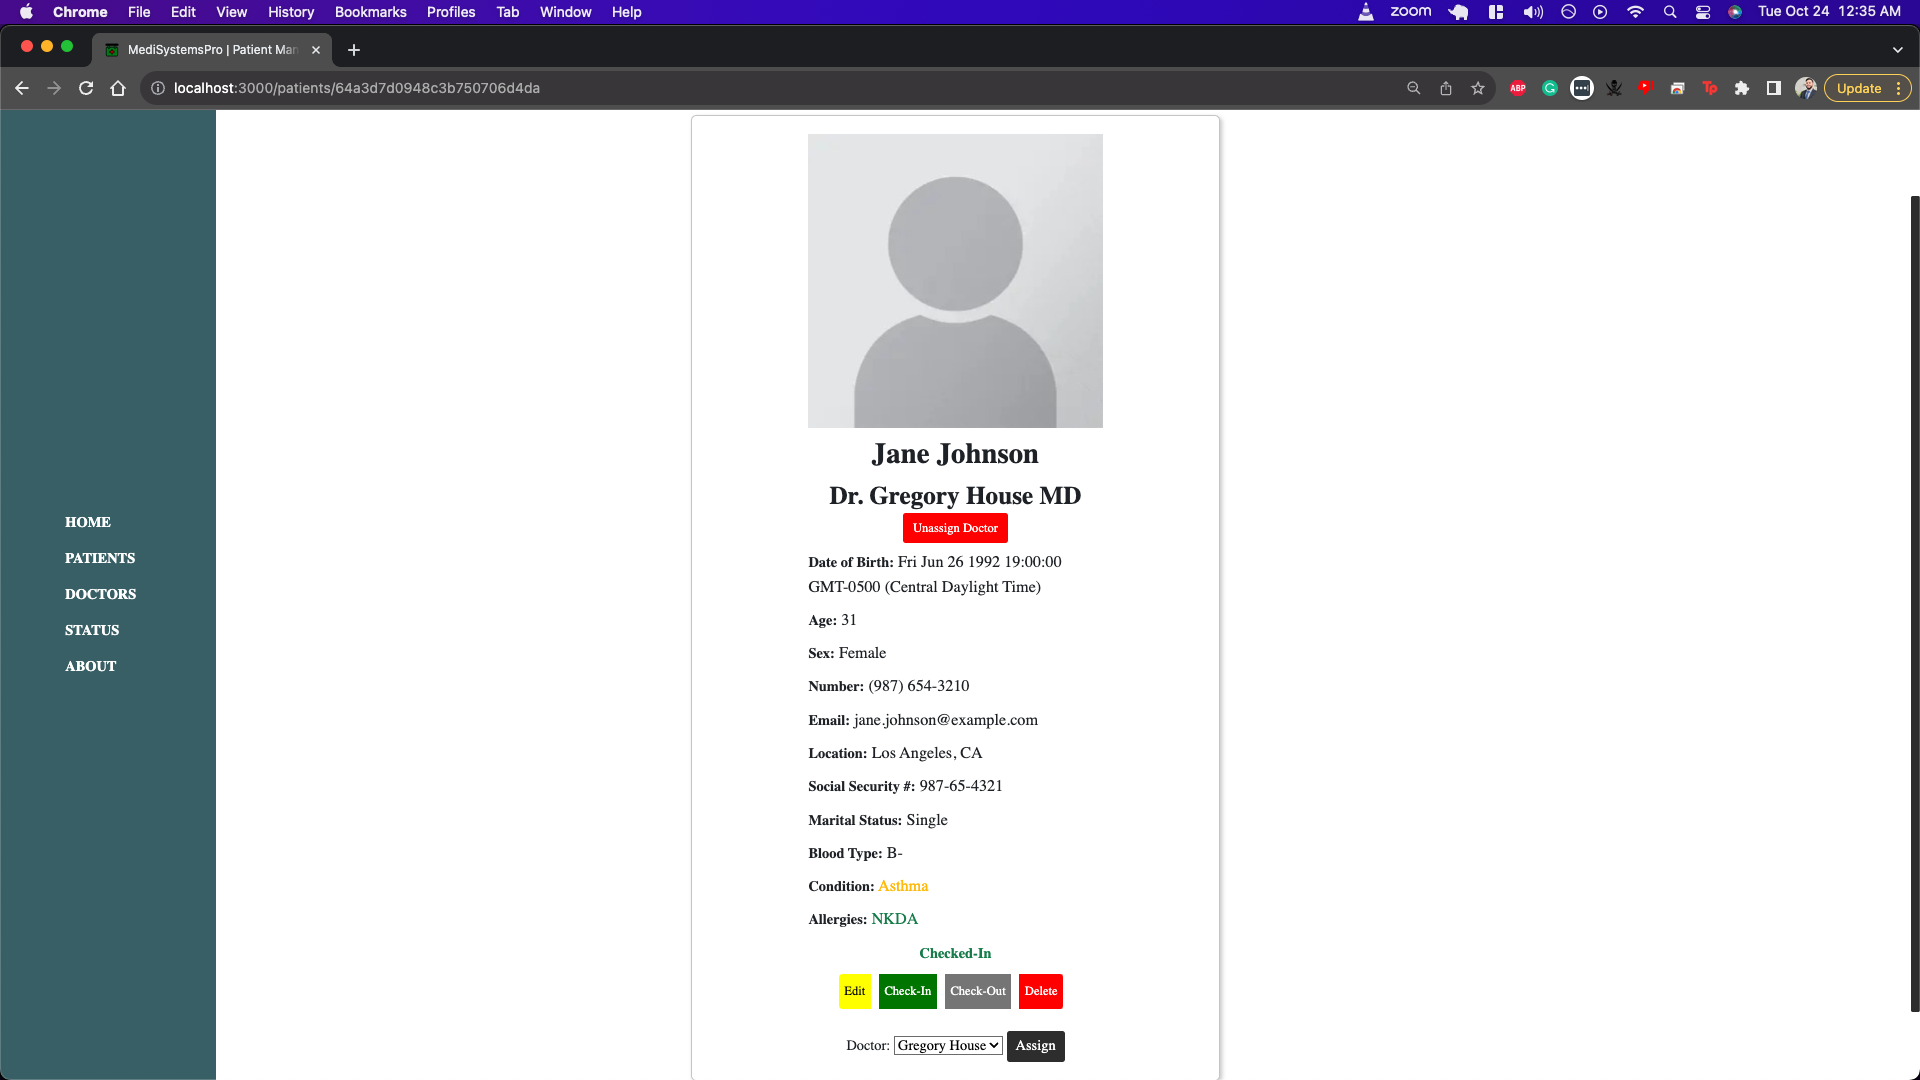 Chrome File Edit View History Bookmarks Profiles Tab Window Help zoom Tue Oct 24 12:35 AM
MediSystemsPro | Patient Man
localhost:3000/patients/64a3d7d0948c3b750706d4da ABP Tp Update
HOME
PATIENTS
DOCTORS
STATUS
ABOUT
Jane Johnson
Dr. Gregory House MD
Unassign Doctor
Date of Birth: Fri Jun 26 1992 19:00:00
GMT-0500 (Central Daylight Time)
Age: 31
Sex: Female
Number: (987) 654-3210
Email: jane.johnson@example.com
Location: Los Angeles, CA
Social Security #: 987-65-4321
Marital Status: Single
Blood Type: B-
Condition: Asthma
Allergies: NKDA
Checked-In
Edit Check-In Check-Out Delete
Doctor: Gregory House Assign